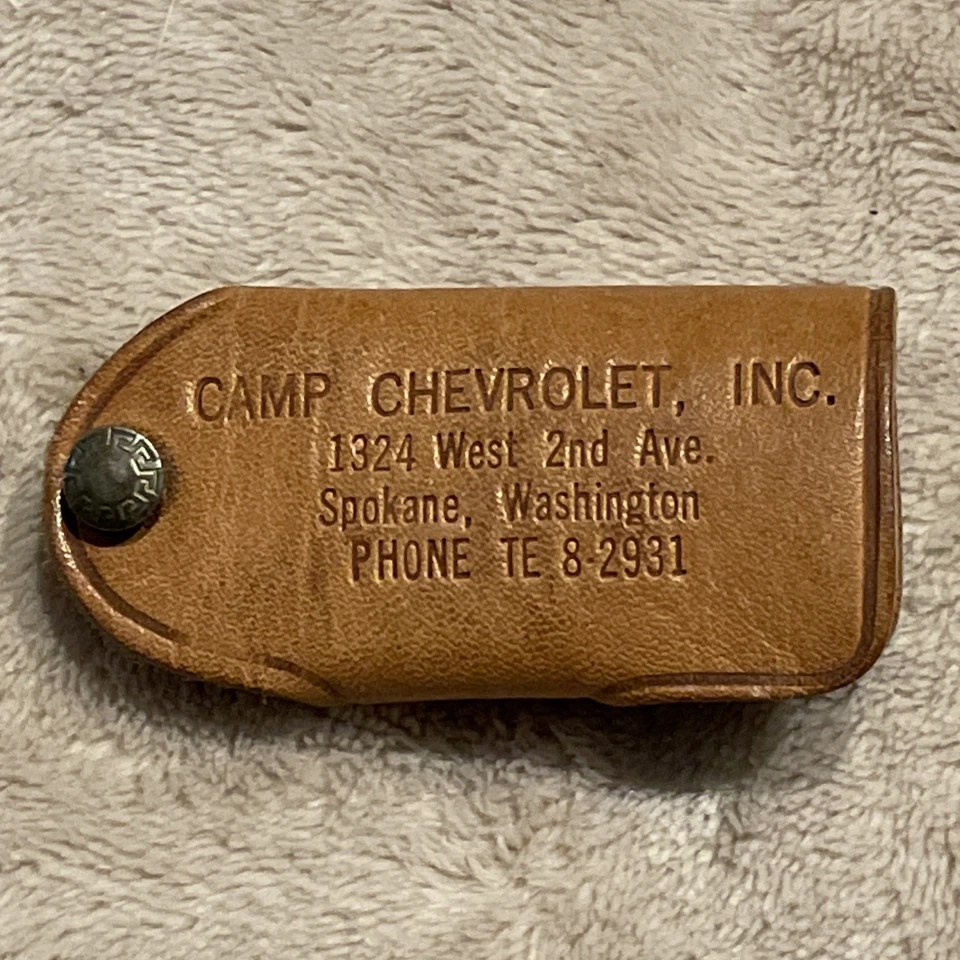 CAMP CHEVROLET, INC.
1324 West 2nd Ave.
Spokane, Washington
PHONE TE 8-2931